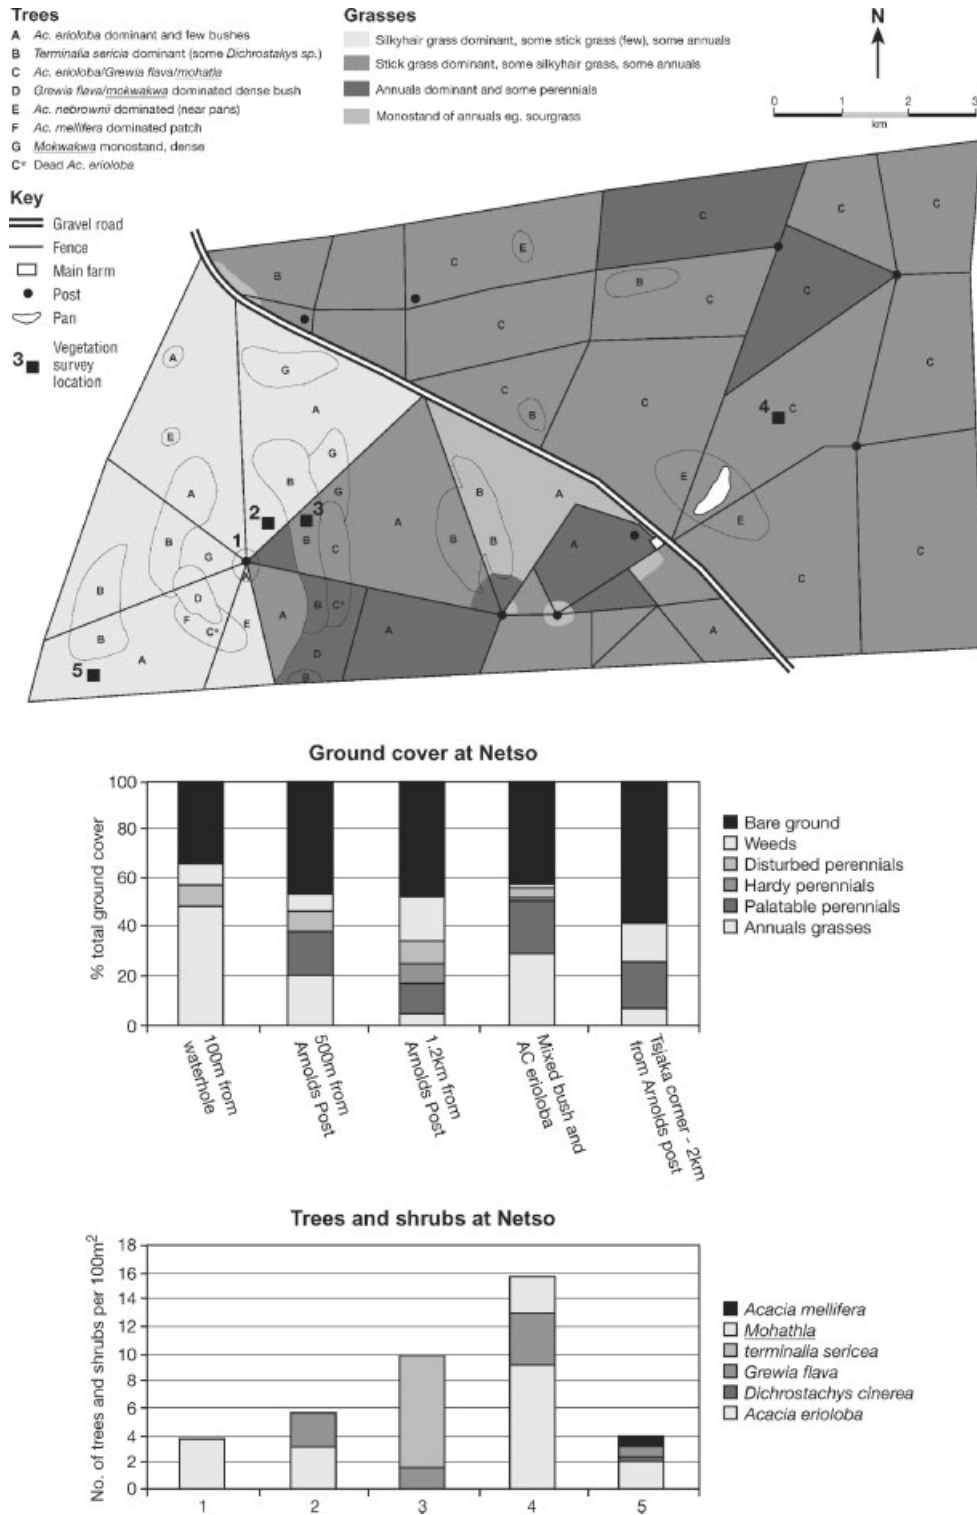 Trees
A Ac. erioloba dominant and few bushes
B Terminalia sericia dominant (some Dichrostakys sp.)
C Ac. erioloba/Grewia flava/mohatla
D Grewia flava/mokwakwa dominated dense bush
E Ac. nebrownii dominated (near pans)
F Ac. mellifera dominated patch
G Mokwakwa monostand, dense
C* Dead Ac. erioloba
Grasses
Silkyhair grass dominant, some stick grass (few), some annuals
Stick grass dominant, some silkyhair grass, some annuals
Annuals dominant and some perennials
Monostand of annuals eg. sourgrass
N
0 1 2 3
km
Key
Gravel road
Fence
Main farm
Post
Pan
3 Vegetation
survey
location
C C C
B C E
B C C
A G C C
A B C 4 C
E G
A B G A B A E
2 3
1 B C B B A E C
B G
A
D A B C* A C
F C* E
B A D A
5 B
Ground cover at Netso
% total ground cover
100
80
60
40
20
0
100m from
waterhole
500m from
Arnolds Post
1.2km from
Arnolds Post
Mixed bush and
AC erioloba
Tsjaka corner - 2km
from Arnolds post
Bare ground
Weeds
Disturbed perennials
Hardy perennials
Palatable perennials
Annuals grasses
Trees and shrubs at Netso
No. of trees and shrubs per 100m²
18
16
14
12
10
8
6
4
2
0
1 2 3 4 5
Acacia mellifera
Mohathla
terminalia sericea
Grewia flava
Dichrostachys cinerea
Acacia erioloba